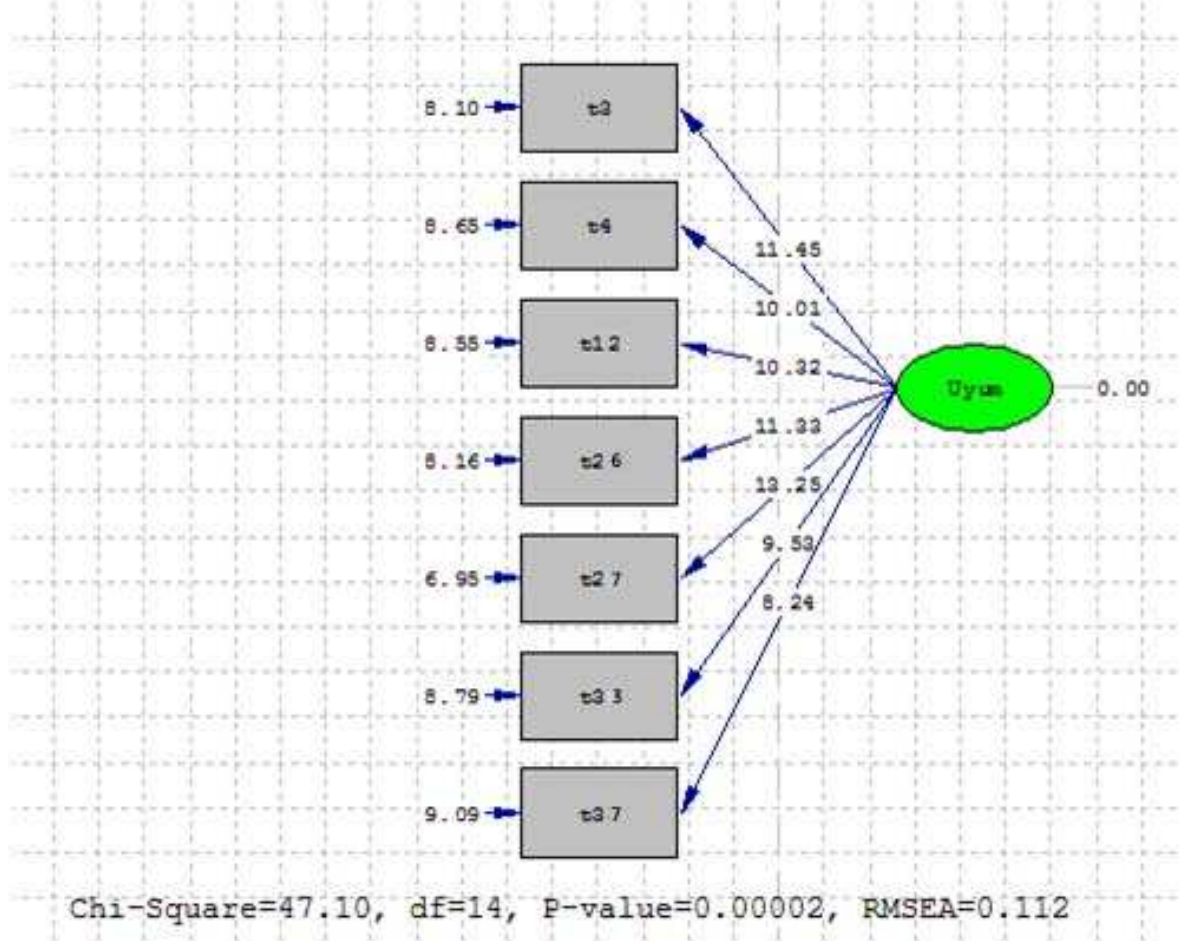 8.10 t3
11.45
8.65 t4
10.01
8.55 t12
10.32
Uyum 0.00
11.33
8.16 t26
13.25
6.95 t27
9.53
8.24
8.79 t33
9.09 t37
Chi-Square=47.10, df=14, P-value=0.00002, RMSEA=0.112